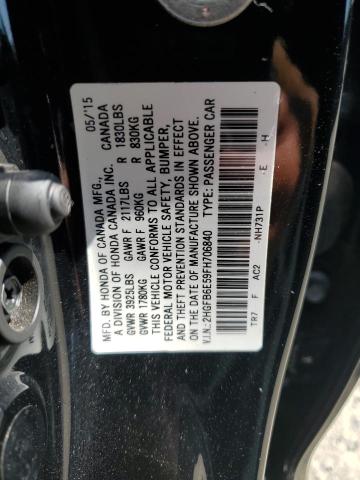 MFD. BY HONDA OF CANADA MFG. 05/15
A DIVISION OF HONDA CANADA INC. CANADA
GVWR 3925LBS GAWR F 2117LBS R 1830LBS
GVWR 1780KG GAWR F 960KG R 830KG
THIS VEHICLE CONFORMS TO ALL APPLICABLE
FEDERAL MOTOR VEHICLE SAFETY, BUMPER,
AND THEFT PREVENTION STANDARDS IN EFFECT
ON THE DATE OF MANUFACTURE SHOWN ABOVE.
V.I.N.: 2HGFB6E59FH706840 TYPE: PASSENGER CAR
TR7 F AC2 -NH731P -E -H